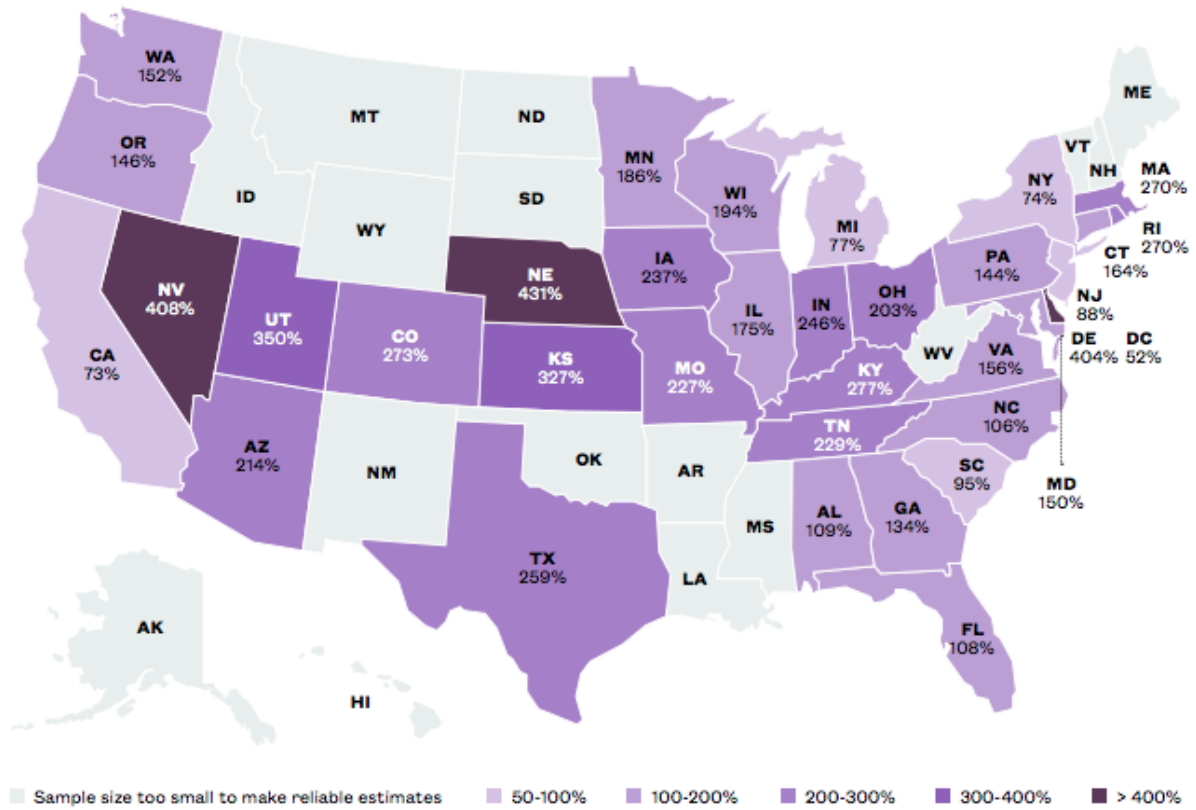 WA
152%
OR
146%
CA
73%
NV
408%
ID
MT
WY
UT
350%
AZ
214%
CO
273%
NM
ND
SD
NE
431%
KS
327%
OK
TX
259%
MN
186%
IA
237%
MO
227%
AR
LA
WI
194%
IL
175%
MI
77%
IN
246%
OH
203%
KY
277%
TN
229%
MS
AL
109%
GA
134%
FL
108%
SC
95%
NC
106%
VA
156%
WV
PA
144%
NY
74%
VT
NH
ME
MA
270%
RI
270%
CT
164%
NJ
88%
DE
404%
DC
52%
MD
150%
AK
HI
Sample size too small to make reliable estimates
50-100%
100-200%
200-300%
300-400%
> 400%